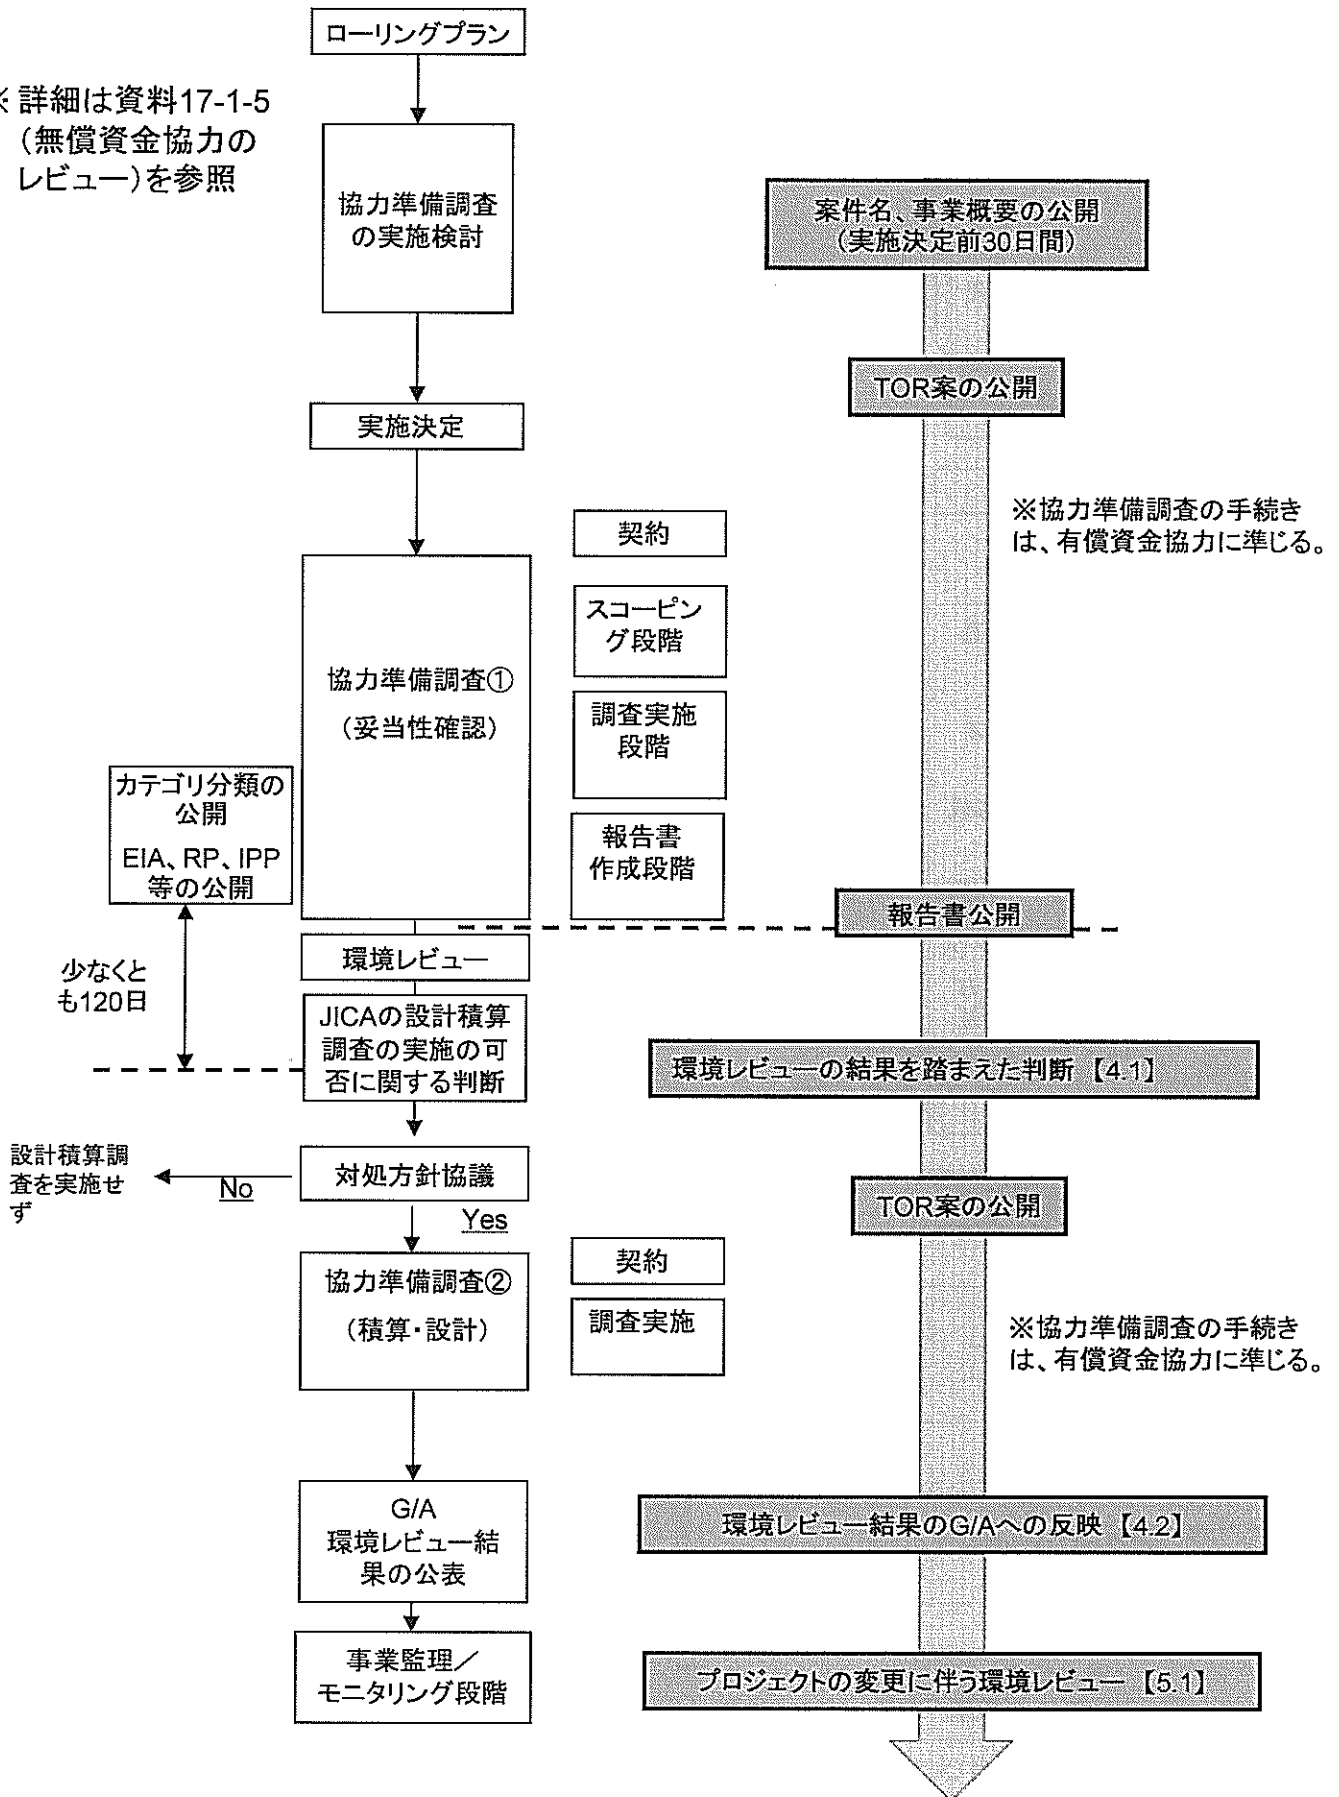 ローリングプラン
※ 詳細は資料17-1-5
(無償資金協力の
レビュー)を参照
協力準備調査
の実施検討
案件名、事業概要の公開
(実施決定前30日間)
TOR案の公開
実施決定
※協力準備調査の手続き
は、有償資金協力に準じる。
契約
スコーピン
グ段階
協力準備調査①
(妥当性確認)
調査実施
段階
カテゴリ分類の
公開
EIA、RP、IPP
等の公開
報告書
作成段階
報告書公開
環境レビュー
少なくと
も120日
JICAの設計積算
調査の実施の可
否に関する判断
環境レビューの結果を踏まえた判断 【4.1】
設計積算調
査を実施せ
ず
No
対処方針協議
TOR案の公開
Yes
協力準備調査②
(積算・設計)
契約
調査実施
※協力準備調査の手続き
は、有償資金協力に準じる。
G/A
環境レビュー結
果の公表
環境レビュー結果のG/Aへの反映 【4.2】
事業監理/
モニタリング段階
プロジェクトの変更に伴う環境レビュー 【5.1】